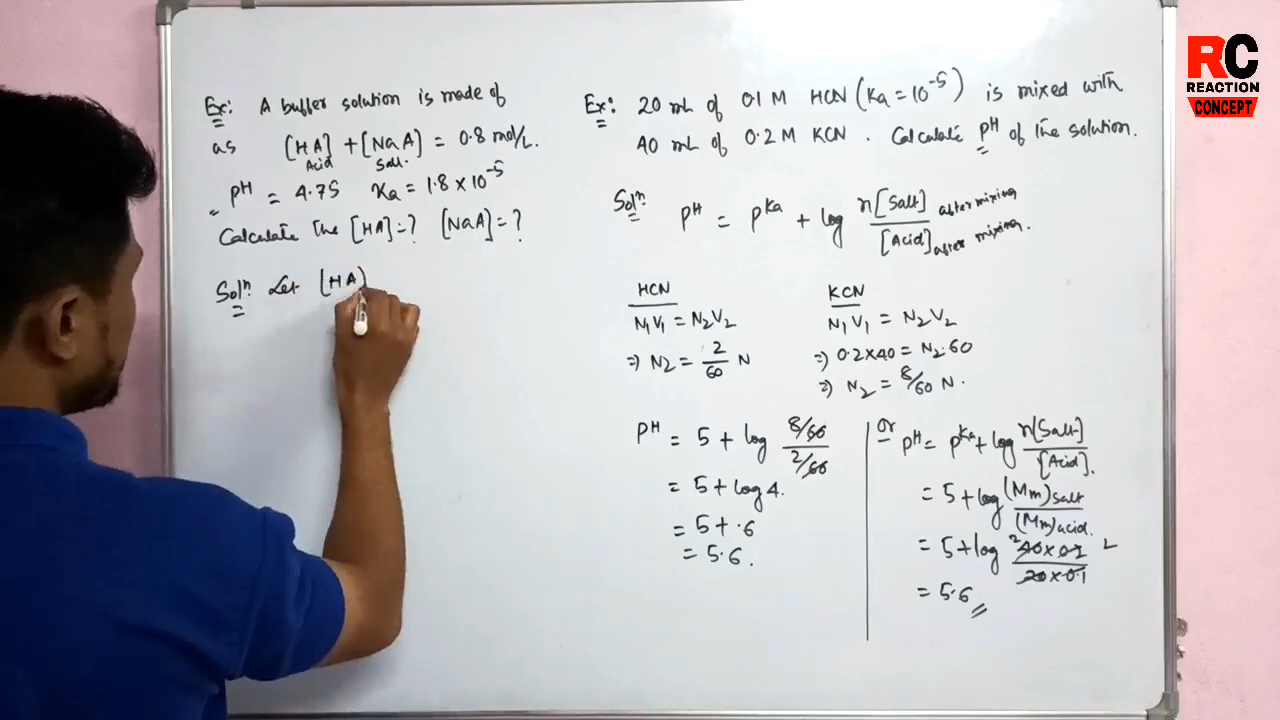 RC
REACTION
CONCEPT
Ex: A buffer solution is made of
as [HA] + [NaA] = 0.8 mol/L.
Acid Salt.
pH = 4.75 Ka = 1.8 x 10^-5
Calculate the [HA]=? [NaA]=?
Solⁿ: Let [HA]
Ex: 20 mL of 0.1 M HCN (Ka = 10^-5) is mixed with
40 mL of 0.2 M KCN. Calculate pH of the solution.
Solⁿ: pH = pKa + log n[Salt] after mixing
[Acid] after mixing.
HCN
N₁V₁ = N₂V₂
⇒ N₂ = 2/60 N
KCN
N₁V₁ = N₂V₂
⇒ 0.2×40 = N₂.60
⇒ N₂ = 8/60 N.
pH = 5 + log 8/60
2/60
= 5 + log 4.
= 5 + .6
= 5.6.
Or
pH = pKa + log n[Salt]
[Acid].
= 5 + log (Mm)salt
(Mm)acid.
= 5 + log 2 40×0.2 2
20×0.1
= 5.6